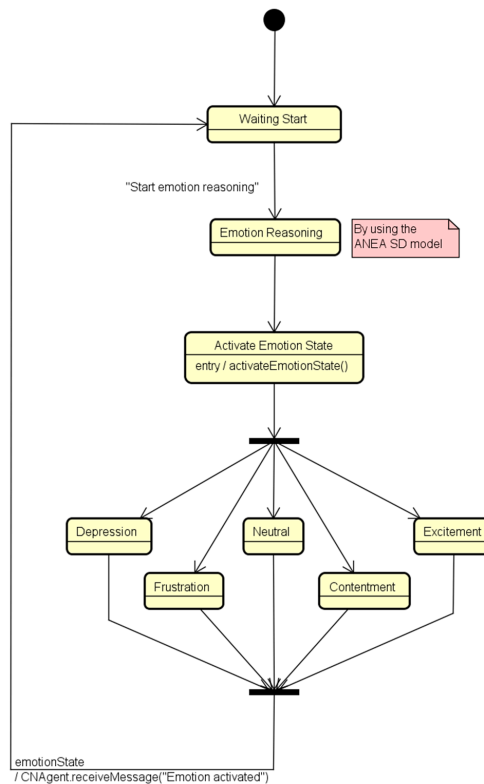 Waiting Start
"Start emotion reasoning"
Emotion Reasoning
By using the
ANEA SD model
Activate Emotion State
entry / activateEmotionState()
Depression
Neutral
Excitement
Frustration
Contentment
emotionState
/ CNAgent.receiveMessage("Emotion activated")